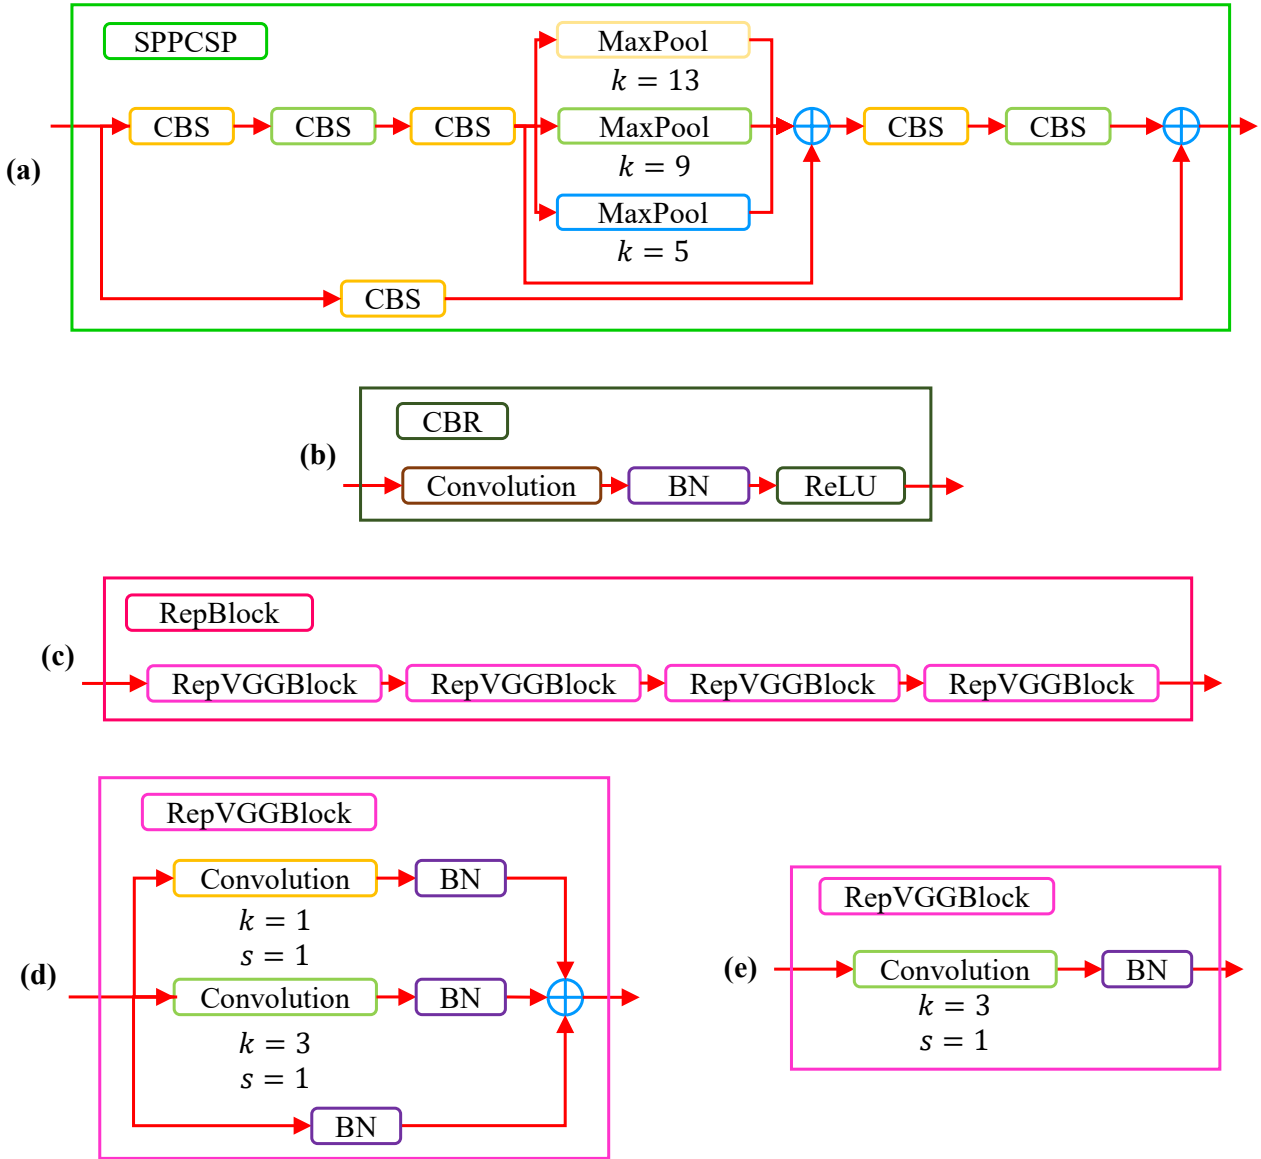 SPPCSP
MaxPool
k = 13
CBS CBS CBS MaxPool CBS CBS
k = 9
(a)
MaxPool
k = 5
CBS
CBR
(b)
Convolution BN ReLU
RepBlock
(c)
RepVGGBlock RepVGGBlock RepVGGBlock RepVGGBlock
RepVGGBlock
Convolution BN
k = 1
s = 1
(d)
Convolution BN
k = 3
s = 1
BN
RepVGGBlock
(e)
Convolution BN
k = 3
s = 1